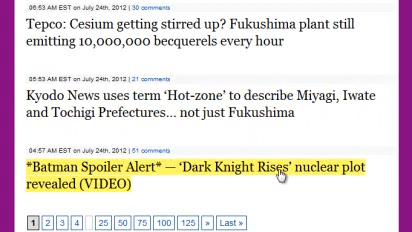 06:53 AM EST on July 24th, 2012 | 30 comments
Tepco: Cesium getting stirred up? Fukushima plant still
emitting 10,000,000 becquerels every hour
05:53 AM EST on July 24th, 2012 | 21 comments
Kyodo News uses term ‘Hot-zone’ to describe Miyagi, Iwate
and Tochigi Prefectures… not just Fukushima
04:57 AM EST on July 24th, 2012 | 51 comments
*Batman Spoiler Alert* — ‘Dark Knight Rises’ nuclear plot
revealed (VIDEO)
1 2 3 4 25 50 75 100 125 » Last »